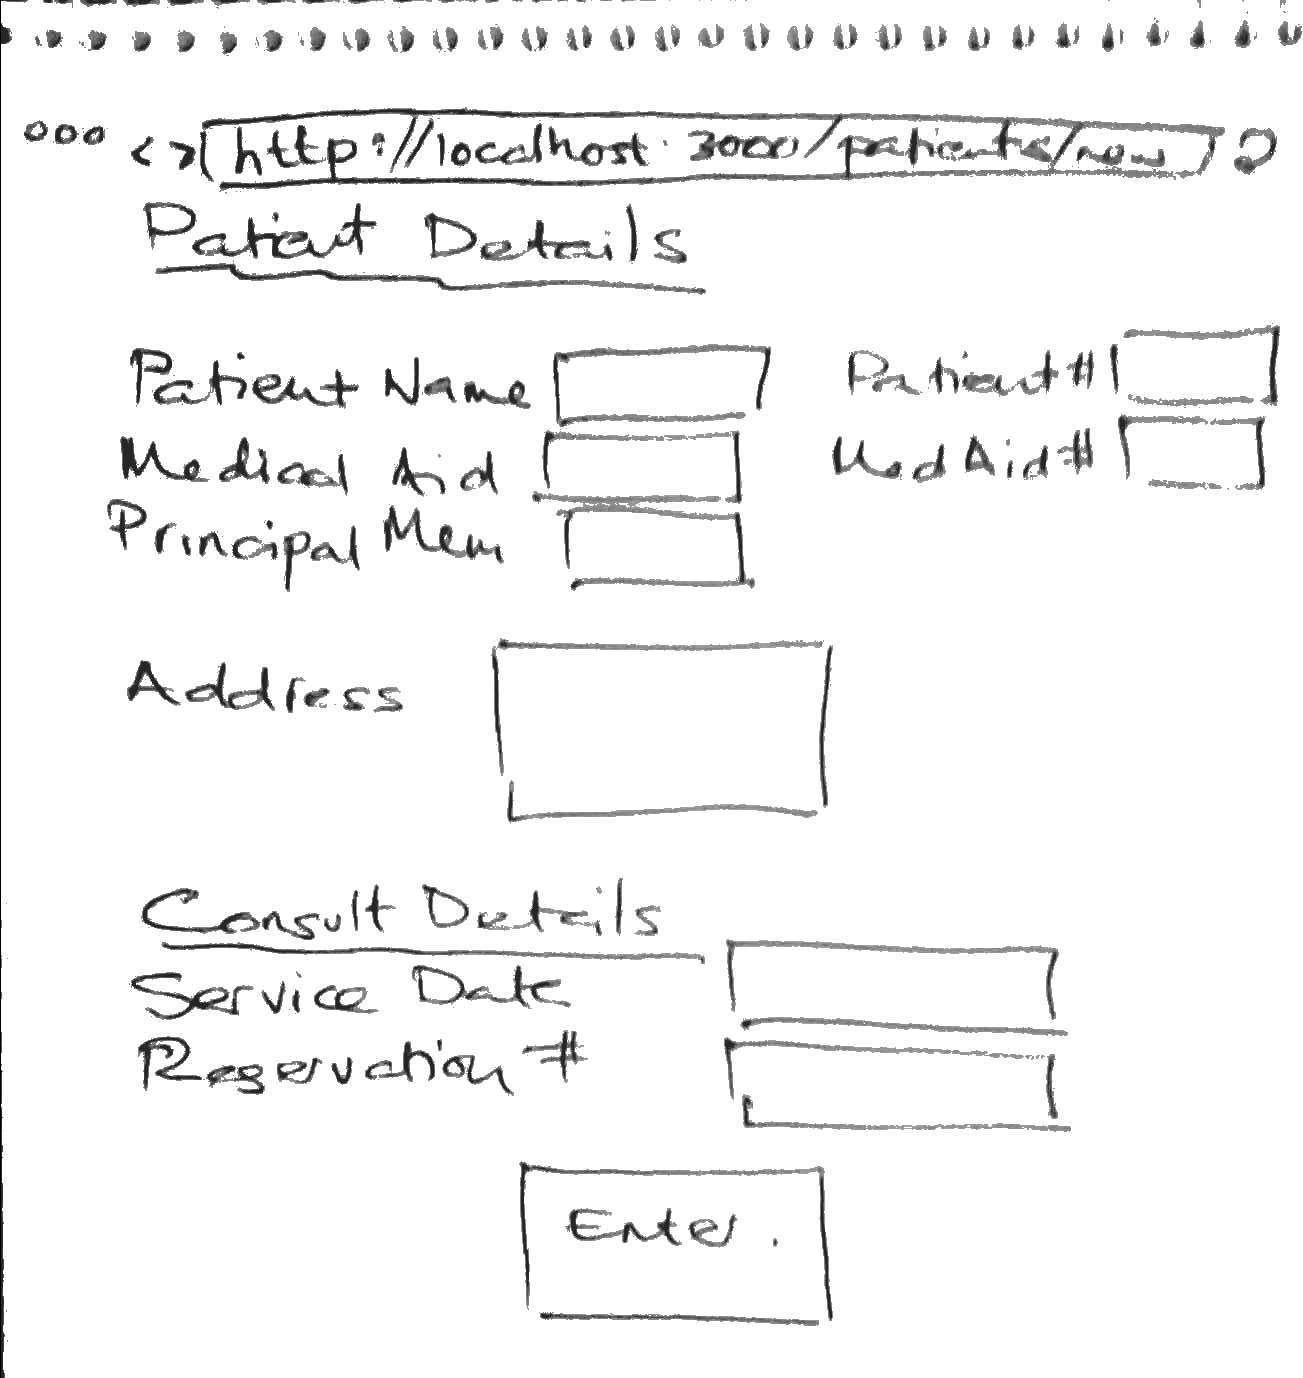 <> http://localhost:3000/patients/new
Patient Details
Patient Name Patient#
Medical Aid Med Aid#
Principal Mem
Address
Consult Details
Service Date
Reservation #
Enter.